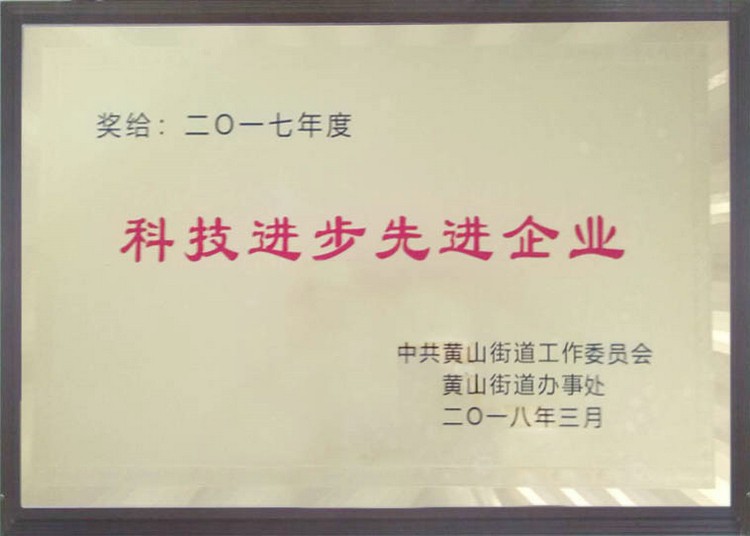 奖给：二〇一七年度
科技进步先进企业
中共黄山街道工作委员会
黄山街道办事处
二〇一八年三月